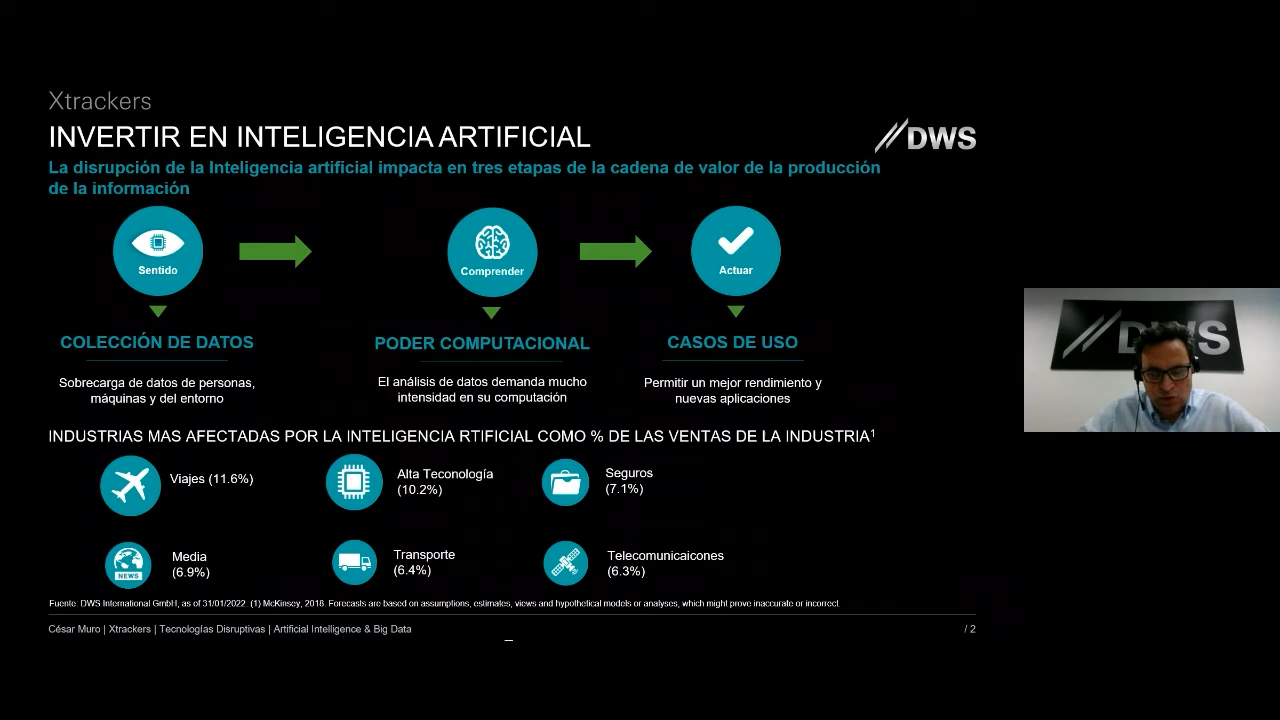 Xtrackers
INVERTIR EN INTELIGENCIA ARTIFICIAL
DWS
La disrupción de la Inteligencia artificial impacta en tres etapas de la cadena de valor de la producción
de la información
Sentido
Comprender
Actuar
COLECCIÓN DE DATOS
PODER COMPUTACIONAL
CASOS DE USO
Sobrecarga de datos de personas,
máquinas y del entorno
El análisis de datos demanda mucho
intensidad en su computación
Permitir un mejor rendimiento y
nuevas aplicaciones
DWS
INDUSTRIAS MAS AFECTADAS POR LA INTELIGENCIA RTIFICIAL COMO % DE LAS VENTAS DE LA INDUSTRIA¹
Viajes (11.6%)
Alta Teconología
(10.2%)
Seguros
(7.1%)
NEWS
Media
(6.9%)
Transporte
(6.4%)
Telecomunicaicones
(6.3%)
Fuente: DWS International GmbH, as of 31/01/2022. (1) McKinsey, 2018. Forecasts are based on assumptions, estimates, views and hypothetical models or analyses, which might prove inaccurate or incorrect.
César Muro | Xtrackers | Tecnologías Disruptivas | Artificial Intelligence & Big Data
/ 2